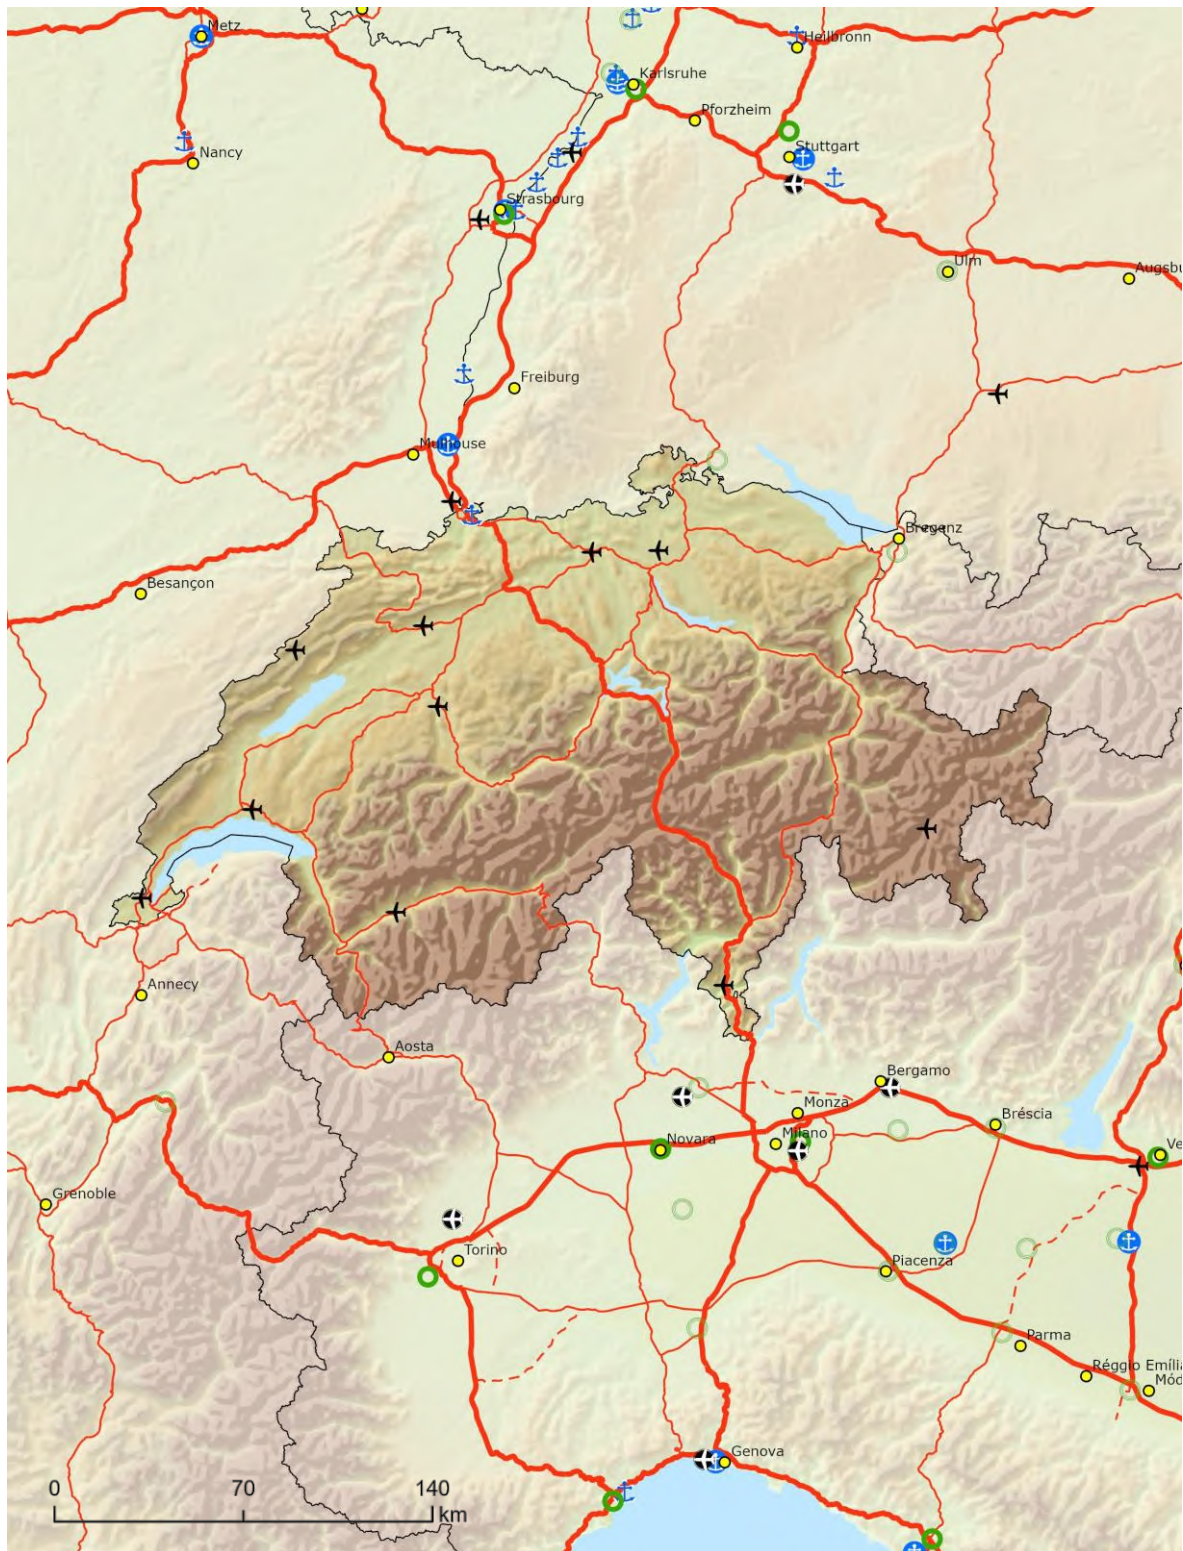 Metz
Heilbronn
Karlsruhe
Pforzheim
Nancy
Stuttgart
Strasbourg
Ulm
Augsbu
Freiburg
Mulhouse
Bregenz
Besançon
Annecy
Aosta
Bergamo
Monza
Bréscia
Novara
Milano
Ve
Grenoble
Torino
Piacenza
Parma
Réggio Emília
Mód
Genova
0 70 140
km